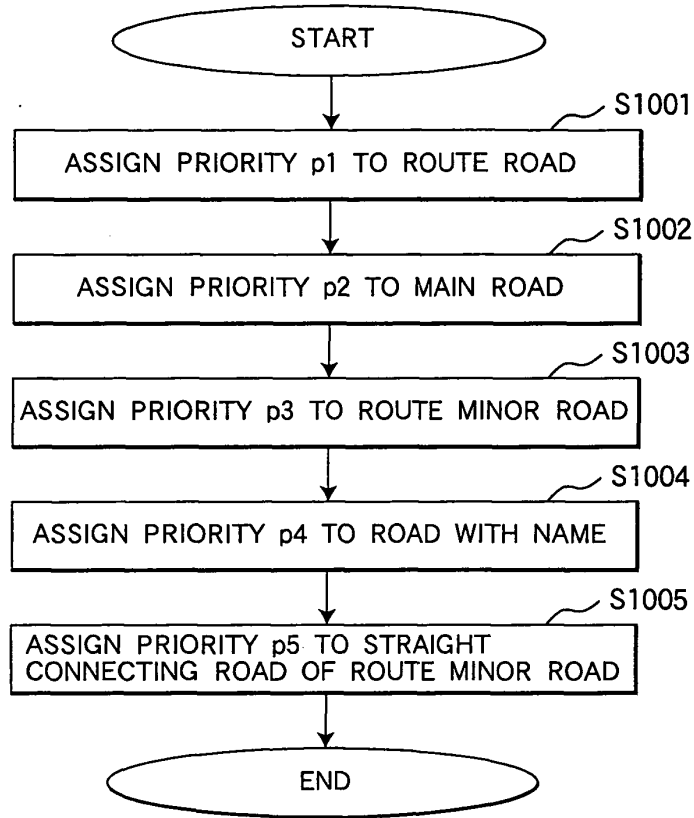 START
S1001
ASSIGN PRIORITY p1 TO ROUTE ROAD
S1002
ASSIGN PRIORITY p2 TO MAIN ROAD
S1003
ASSIGN PRIORITY p3 TO ROUTE MINOR ROAD
S1004
ASSIGN PRIORITY p4 TO ROAD WITH NAME
S1005
ASSIGN PRIORITY p5 TO STRAIGHT
CONNECTING ROAD OF ROUTE MINOR ROAD
END